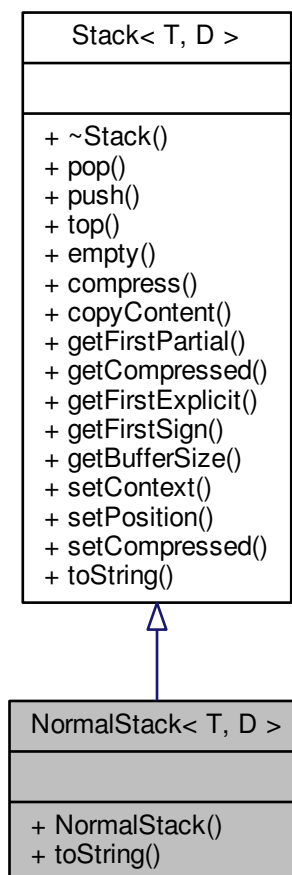 Stack< T, D >
+ ~Stack()
+ pop()
+ push()
+ top()
+ empty()
+ compress()
+ copyContent()
+ getFirstPartial()
+ getCompressed()
+ getFirstExplicit()
+ getFirstSign()
+ getBufferSize()
+ setContext()
+ setPosition()
+ setCompressed()
+ toString()
NormalStack< T, D >
+ NormalStack()
+ toString()